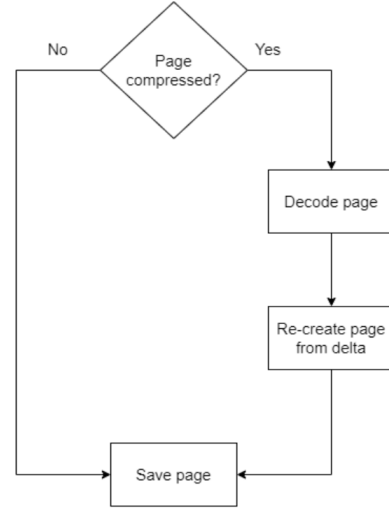 No
Page
compressed?
Yes
Decode page
Re-create page
from delta
Save page